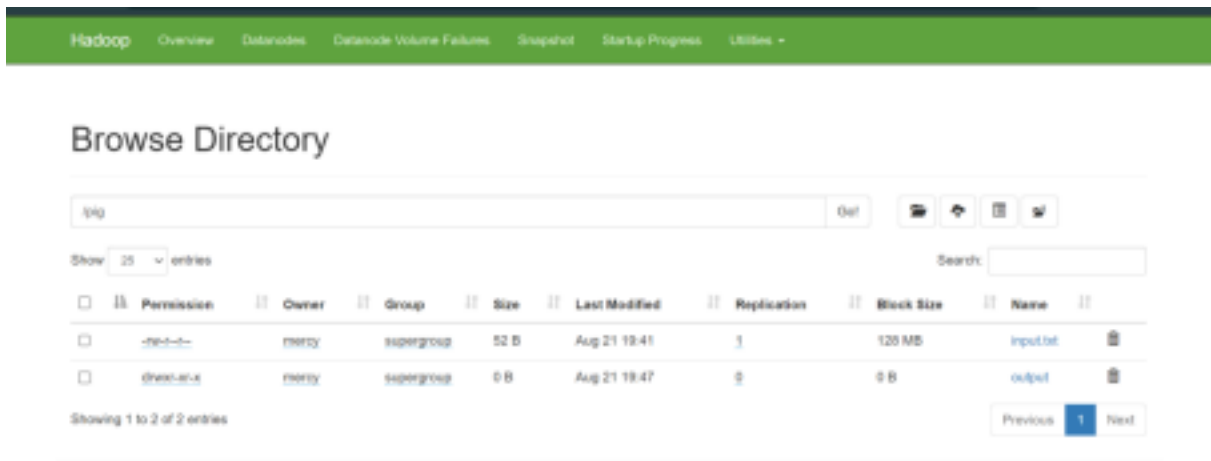 Hadoop Overview Datanodes Datanode Volume Failures Snapshot Startup Progress Utilities
Browse Directory
/pig Go!
Show 25 entries Search:
Permission Owner Group Size Last Modified Replication Block Size Name
-rw-r--r-- mercy supergroup 52 B Aug 21 19:41 1 128 MB input.txt
drwxr-xr-x mercy supergroup 0 B Aug 21 19:47 0 0 B output
Showing 1 to 2 of 2 entries Previous 1 Next